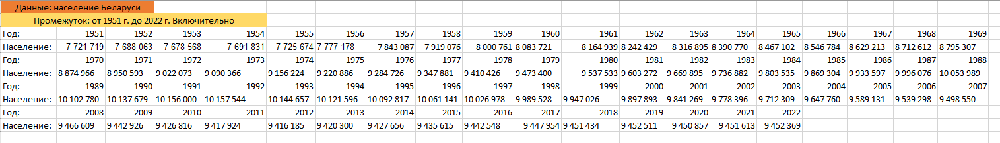 Данные: население Беларуси
Промежуток: от 1951 г. до 2022 г. Включительно
Год: 1951 1952 1953 1954 1955 1956 1957 1958 1959 1960 1961 1962 1963 1964 1965 1966 1967 1968 1969
Население: 7 721 719 7 688 063 7 678 568 7 691 831 7 725 674 7 777 178 7 843 087 7 919 076 8 000 761 8 083 721 8 164 939 8 242 429 8 316 895 8 390 770 8 467 102 8 546 784 8 629 213 8 712 612 8 795 307
Год: 1970 1971 1972 1973 1974 1975 1976 1977 1978 1979 1980 1981 1982 1983 1984 1985 1986 1987 1988
Население: 8 874 966 8 950 593 9 022 073 9 090 366 9 156 224 9 220 886 9 284 726 9 347 881 9 410 426 9 473 400 9 537 533 9 603 272 9 669 895 9 736 882 9 803 535 9 869 304 9 933 597 9 996 076 10 053 989
Год: 1989 1990 1991 1992 1993 1994 1995 1996 1997 1998 1999 2000 2001 2002 2003 2004 2005 2006 2007
Население: 10 102 780 10 137 679 10 156 000 10 157 544 10 144 657 10 121 596 10 092 817 10 061 141 10 026 978 9 989 528 9 947 026 9 897 893 9 841 269 9 778 396 9 712 309 9 647 760 9 589 131 9 539 298 9 498 550
Год: 2008 2009 2010 2011 2012 2013 2014 2015 2016 2017 2018 2019 2020 2021 2022
Население: 9 466 609 9 442 926 9 426 816 9 417 924 9 416 185 9 420 300 9 427 656 9 435 615 9 442 548 9 447 954 9 451 434 9 452 511 9 450 857 9 451 613 9 452 369